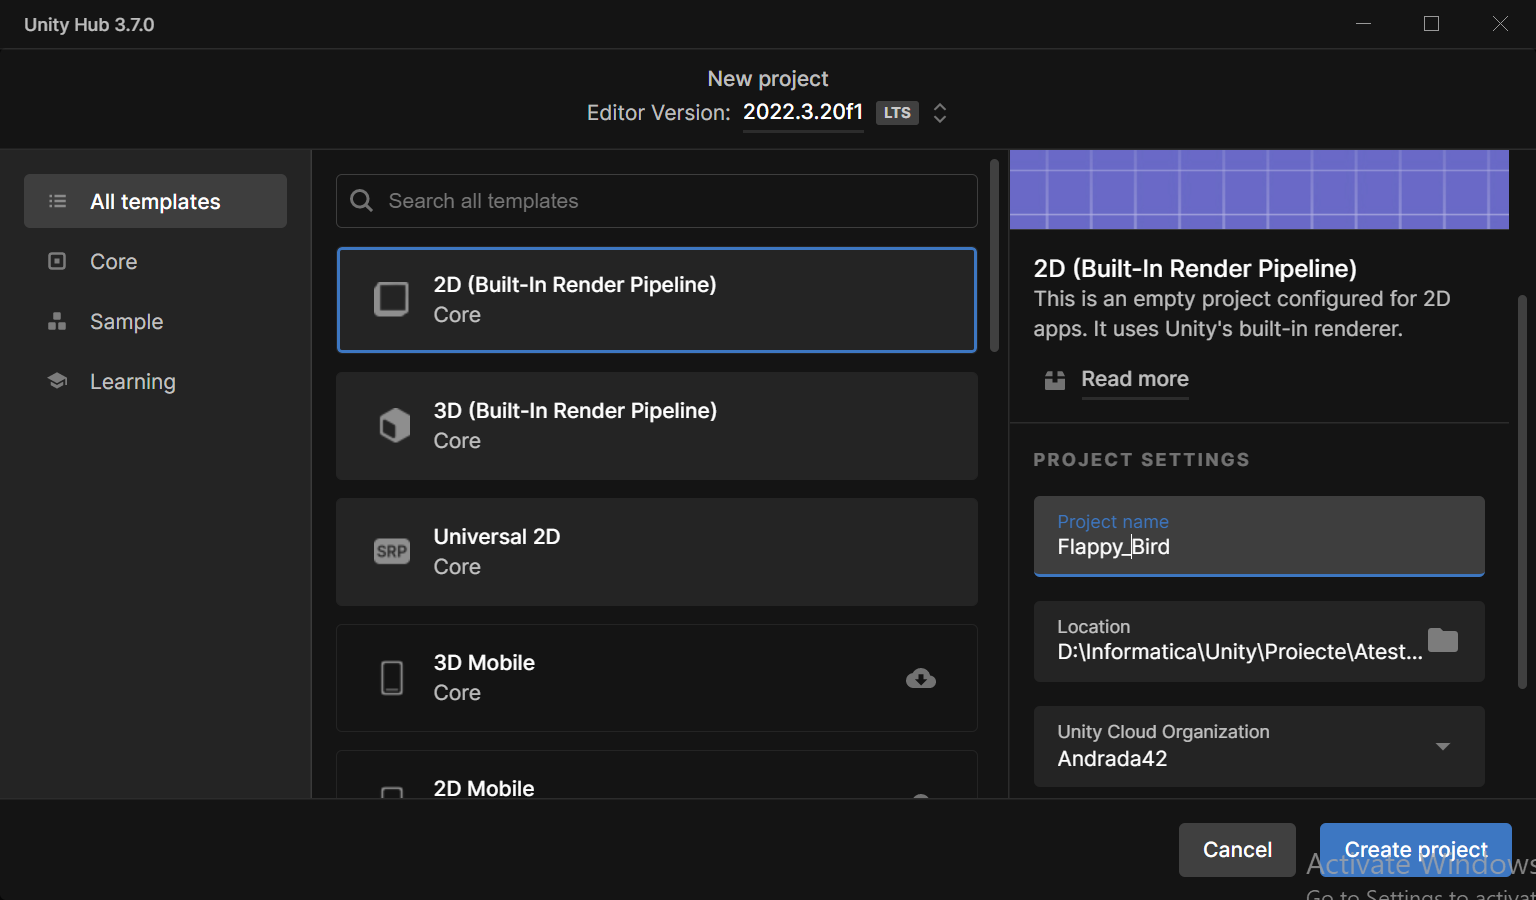 Unity Hub 3.7.0
New project
Editor Version: 2022.3.20f1 LTS
All templates
Core
Sample
Learning
Search all templates
2D (Built-In Render Pipeline)
Core
3D (Built-In Render Pipeline)
Core
SRP
Universal 2D
Core
3D Mobile
Core
2D Mobile
2D (Built-In Render Pipeline)
This is an empty project configured for 2D
apps. It uses Unity's built-in renderer.
Read more
PROJECT SETTINGS
Project name
Flappy_Bird
Location
D:\Informatica\Unity\Proiecte\Atest...
Unity Cloud Organization
Andrada42
Cancel
Create project
Activate Windows
Go to Settings to activat